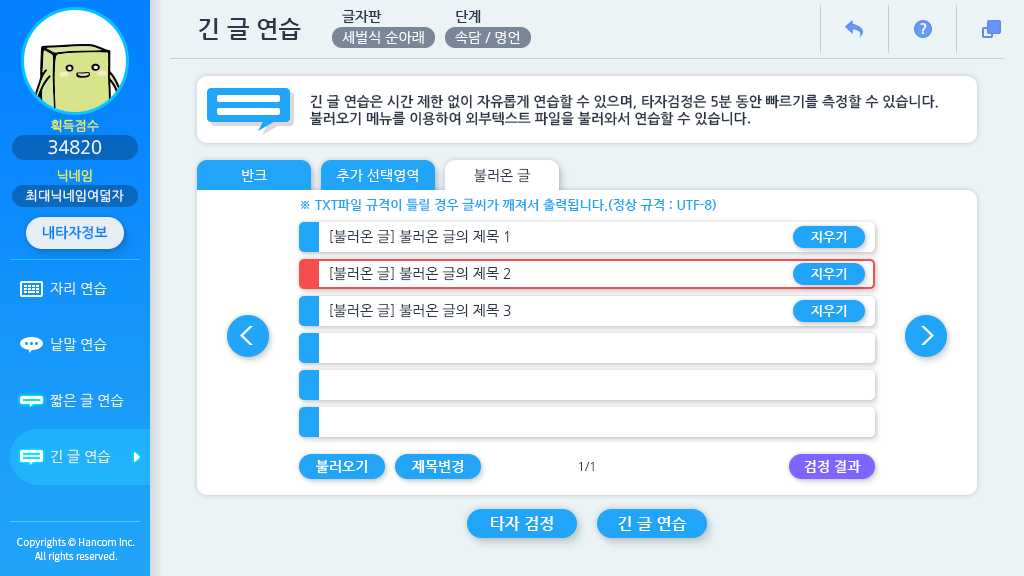 긴 글 연습
글자판
단계
세벌식 순아래
속담 / 명언
획득점수
34820
닉네임
최대닉네임여덟자
내타자정보
자리 연습
낱말 연습
짧은 글 연습
긴 글 연습
Copyrights © Hancom Inc.
All rights reserved.
긴 글 연습은 시간 제한 없이 자유롭게 연습할 수 있으며, 타자검정은 5분 동안 빠르기를 측정할 수 있습니다.
불러오기 메뉴를 이용하여 외부텍스트 파일을 불러와서 연습할 수 있습니다.
반크
추가 선택영역
불러온 글
※ TXT파일 규격이 틀릴 경우 글씨가 깨져서 출력됩니다.(정상 규격 : UTF-8)
[불러온 글] 불러온 글의 제목 1
지우기
[불러온 글] 불러온 글의 제목 2
지우기
[불러온 글] 불러온 글의 제목 3
지우기
불러오기
제목변경
1/1
검정 결과
타자 검정
긴 글 연습